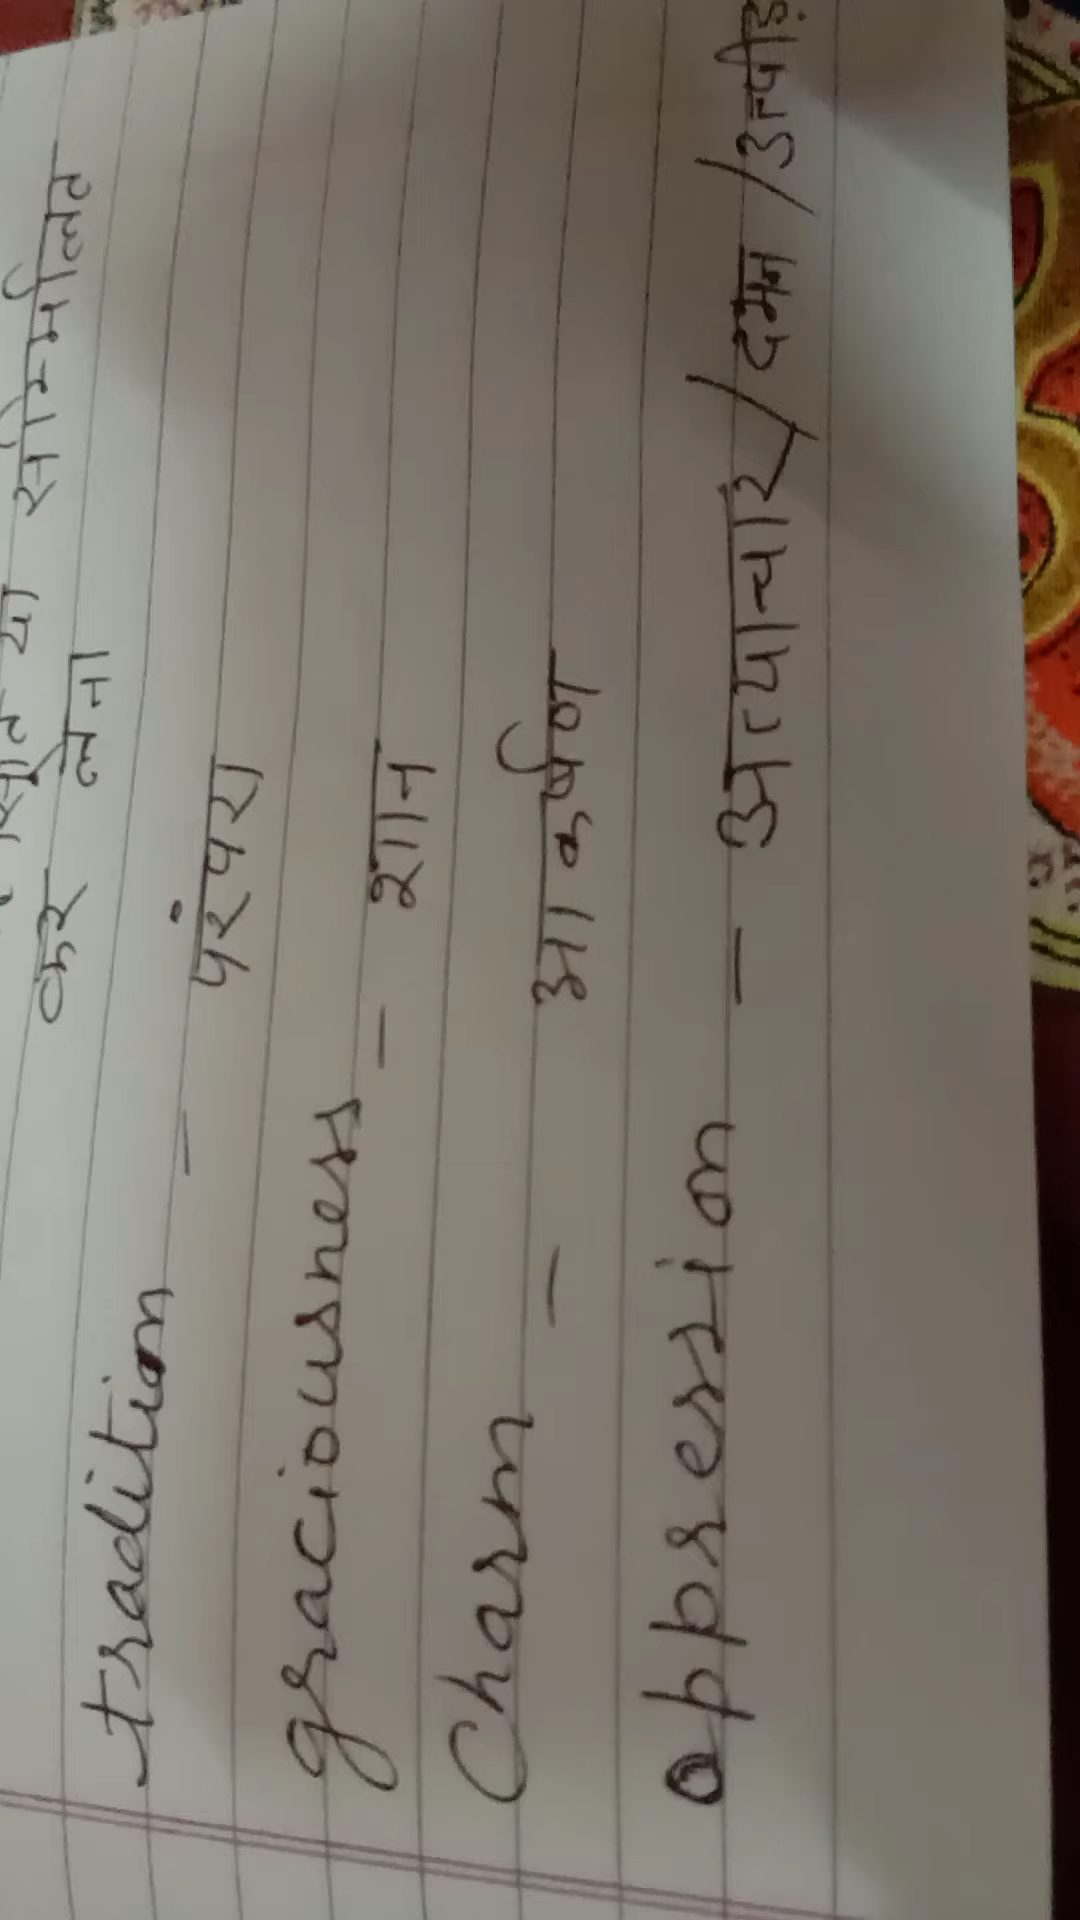 या सम्मिलित
कर लेना
tradition - परंपरा
graciousness - शान
Charm - आकर्षण
oppression - अत्याचार / दमन /